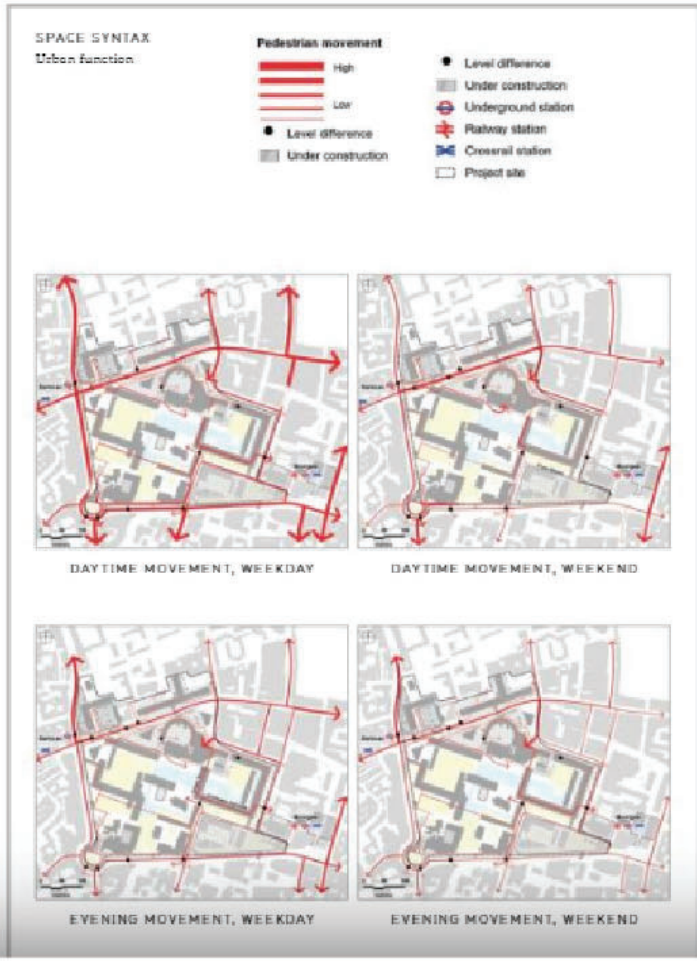 SPACE SYNTAX
Urban function
Pedestrian movement
High
Low
Level difference
Under construction
Level difference
Under construction
Underground station
Railway station
Crossrail station
Project site
DAYTIME MOVEMENT, WEEKDAY
DAYTIME MOVEMENT, WEEKEND
EVENING MOVEMENT, WEEKDAY
EVENING MOVEMENT, WEEKEND